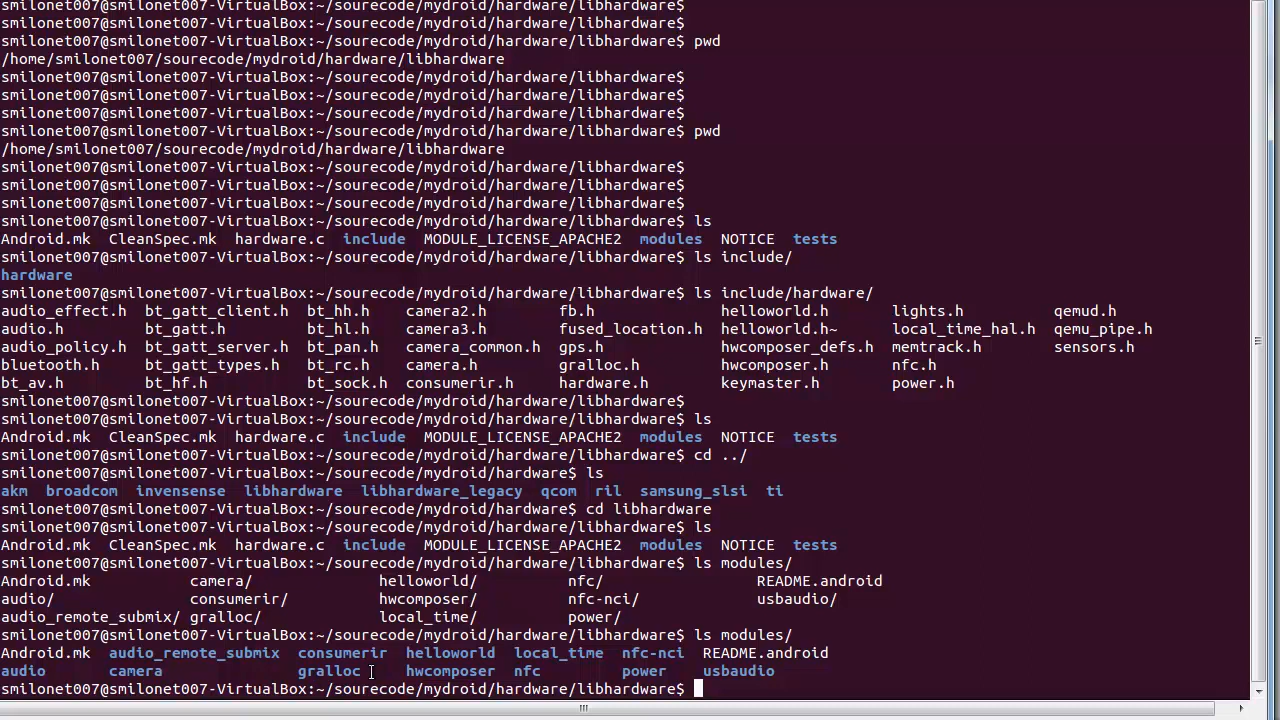 smilonet007@smilonet007-VirtualBox:~/sourecode/mydroid/hardware/libhardware$
smilonet007@smilonet007-VirtualBox:~/sourecode/mydroid/hardware/libhardware$
smilonet007@smilonet007-VirtualBox:~/sourecode/mydroid/hardware/libhardware$ pwd
/home/smilonet007/sourecode/mydroid/hardware/libhardware
smilonet007@smilonet007-VirtualBox:~/sourecode/mydroid/hardware/libhardware$
smilonet007@smilonet007-VirtualBox:~/sourecode/mydroid/hardware/libhardware$
smilonet007@smilonet007-VirtualBox:~/sourecode/mydroid/hardware/libhardware$
smilonet007@smilonet007-VirtualBox:~/sourecode/mydroid/hardware/libhardware$ pwd
/home/smilonet007/sourecode/mydroid/hardware/libhardware
smilonet007@smilonet007-VirtualBox:~/sourecode/mydroid/hardware/libhardware$
smilonet007@smilonet007-VirtualBox:~/sourecode/mydroid/hardware/libhardware$
smilonet007@smilonet007-VirtualBox:~/sourecode/mydroid/hardware/libhardware$
smilonet007@smilonet007-VirtualBox:~/sourecode/mydroid/hardware/libhardware$ ls
Android.mk  CleanSpec.mk  hardware.c  include  MODULE_LICENSE_APACHE2  modules  NOTICE  tests
smilonet007@smilonet007-VirtualBox:~/sourecode/mydroid/hardware/libhardware$ ls include/
hardware
smilonet007@smilonet007-VirtualBox:~/sourecode/mydroid/hardware/libhardware$ ls include/hardware/
audio_effect.h  bt_gatt_client.h  bt_hh.h    camera2.h        fb.h              helloworld.h       lights.h          qemud.h
audio.h         bt_gatt.h         bt_hl.h    camera3.h        fused_location.h  helloworld.h~      local_time_hal.h  qemu_pipe.h
audio_policy.h  bt_gatt_server.h  bt_pan.h   camera_common.h  gps.h             hwcomposer_defs.h  memtrack.h        sensors.h
bluetooth.h     bt_gatt_types.h   bt_rc.h    camera.h         gralloc.h         hwcomposer.h       nfc.h
bt_av.h         bt_hf.h           bt_sock.h  consumerir.h     hardware.h        keymaster.h        power.h
smilonet007@smilonet007-VirtualBox:~/sourecode/mydroid/hardware/libhardware$
smilonet007@smilonet007-VirtualBox:~/sourecode/mydroid/hardware/libhardware$ ls
Android.mk  CleanSpec.mk  hardware.c  include  MODULE_LICENSE_APACHE2  modules  NOTICE  tests
smilonet007@smilonet007-VirtualBox:~/sourecode/mydroid/hardware/libhardware$ cd ../
smilonet007@smilonet007-VirtualBox:~/sourecode/mydroid/hardware$ ls
akm  broadcom  invensense  libhardware  libhardware_legacy  qcom  ril  samsung_slsi  ti
smilonet007@smilonet007-VirtualBox:~/sourecode/mydroid/hardware$ cd libhardware
smilonet007@smilonet007-VirtualBox:~/sourecode/mydroid/hardware/libhardware$ ls
Android.mk  CleanSpec.mk  hardware.c  include  MODULE_LICENSE_APACHE2  modules  NOTICE  tests
smilonet007@smilonet007-VirtualBox:~/sourecode/mydroid/hardware/libhardware$ ls modules/
Android.mk           camera/              helloworld/          nfc/                 README.android
audio/               consumerir/          hwcomposer/          nfc-nci/             usbaudio/
audio_remote_submix/ gralloc/             local_time/          power/
smilonet007@smilonet007-VirtualBox:~/sourecode/mydroid/hardware/libhardware$ ls modules/
Android.mk  audio_remote_submix  consumerir  helloworld  local_time  nfc-nci  README.android
audio       camera               gralloc     hwcomposer  nfc         power    usbaudio
smilonet007@smilonet007-VirtualBox:~/sourecode/mydroid/hardware/libhardware$